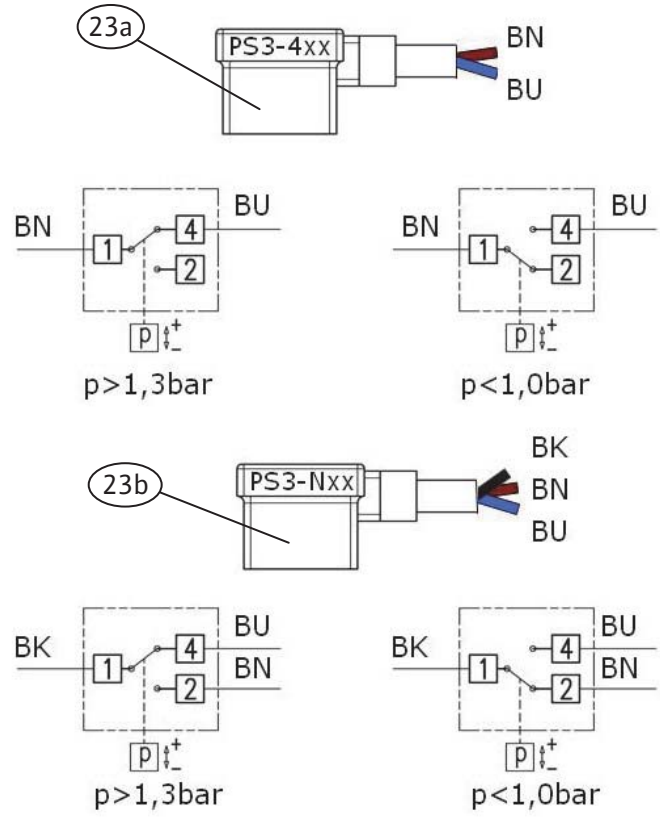 23a
PS3-4xx
BN
BU
BN
1
4
2
BU
p
+
-
p>1,3bar
BN
1
4
2
BU
p
+
-
p<1,0bar
23b
PS3-Nxx
BK
BN
BU
BK
1
4
2
BU
BN
p
+
-
p>1,3bar
BK
1
4
2
BU
BN
p
+
-
p<1,0bar